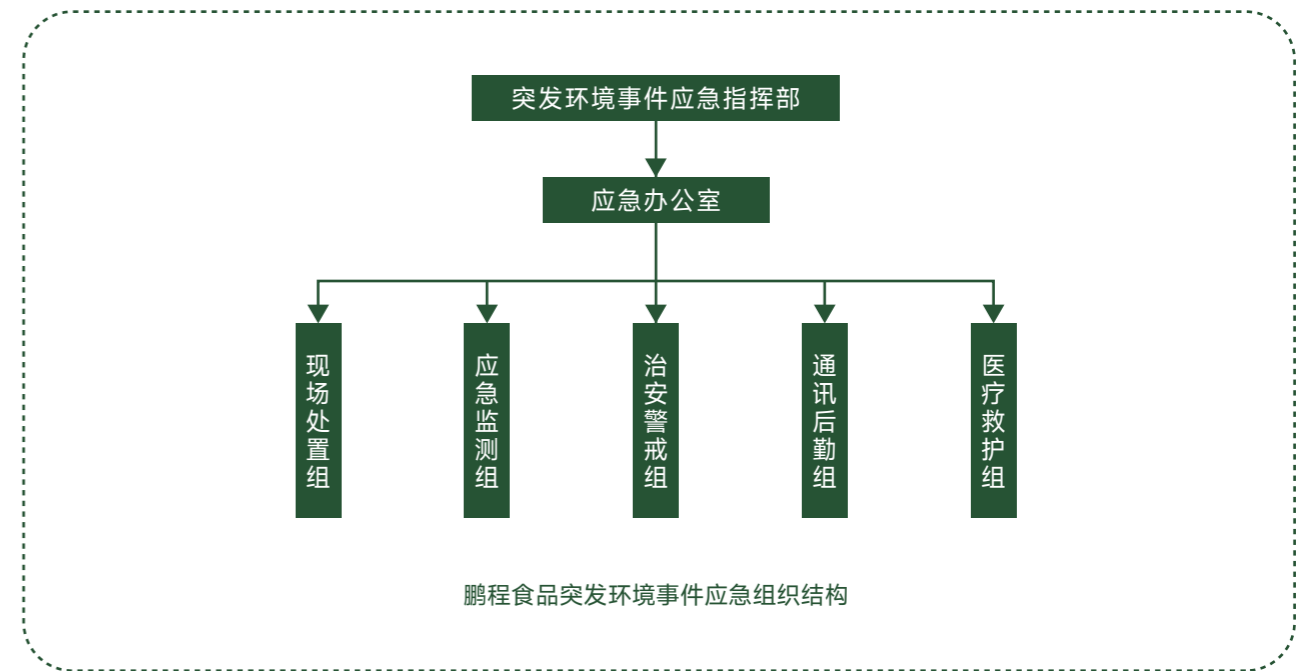 突发环境事件应急指挥部
应急办公室
现场处置组
应急监测组
治安警戒组
通讯后勤组
医疗救护组
鹏程食品突发环境事件应急组织结构